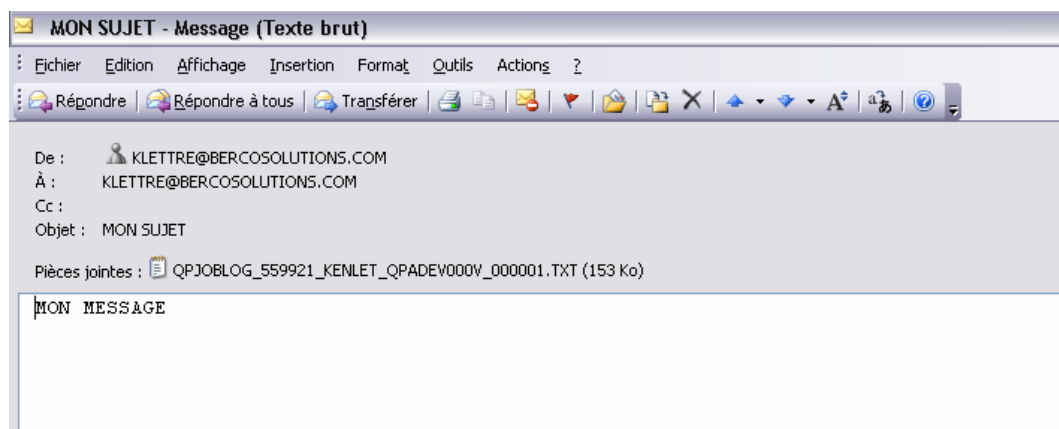 MON SUJET - Message (Texte brut)
Fichier Edition Affichage Insertion Format Outils Actions ?
Répondre Répondre à tous Transférer
De : KLETTRE@BERCOSOLUTIONS.COM
À : KLETTRE@BERCOSOLUTIONS.COM
Cc :
Objet : MON SUJET
Pièces jointes : QPJOBLOG_559921_KENLET_QPADEV000V_000001.TXT (153 Ko)
MON MESSAGE